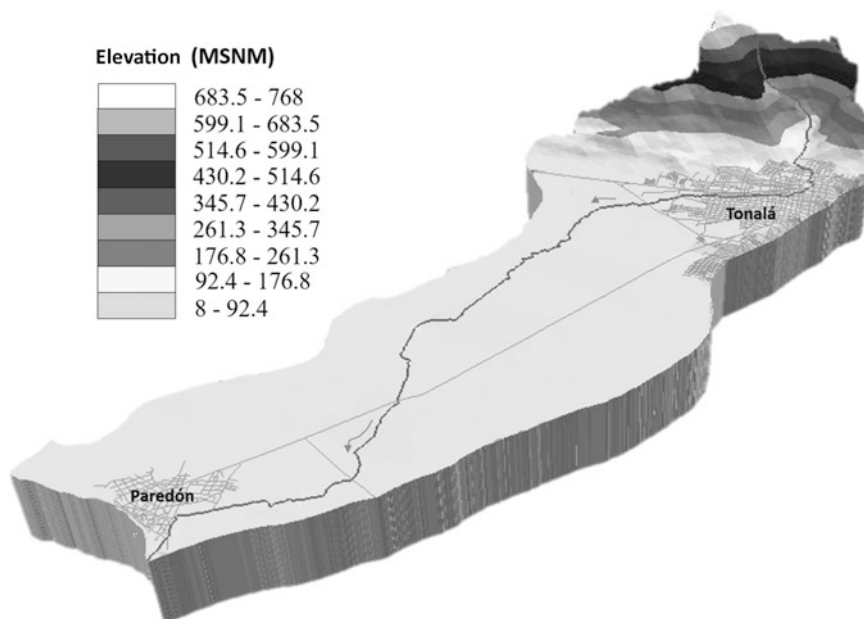 Elevation (MSNM)
683.5 - 768
599.1 - 683.5
514.6 - 599.1
430.2 - 514.6
345.7 - 430.2
261.3 - 345.7
176.8 - 261.3
92.4 - 176.8
8 - 92.4
Tonalá
Paredón